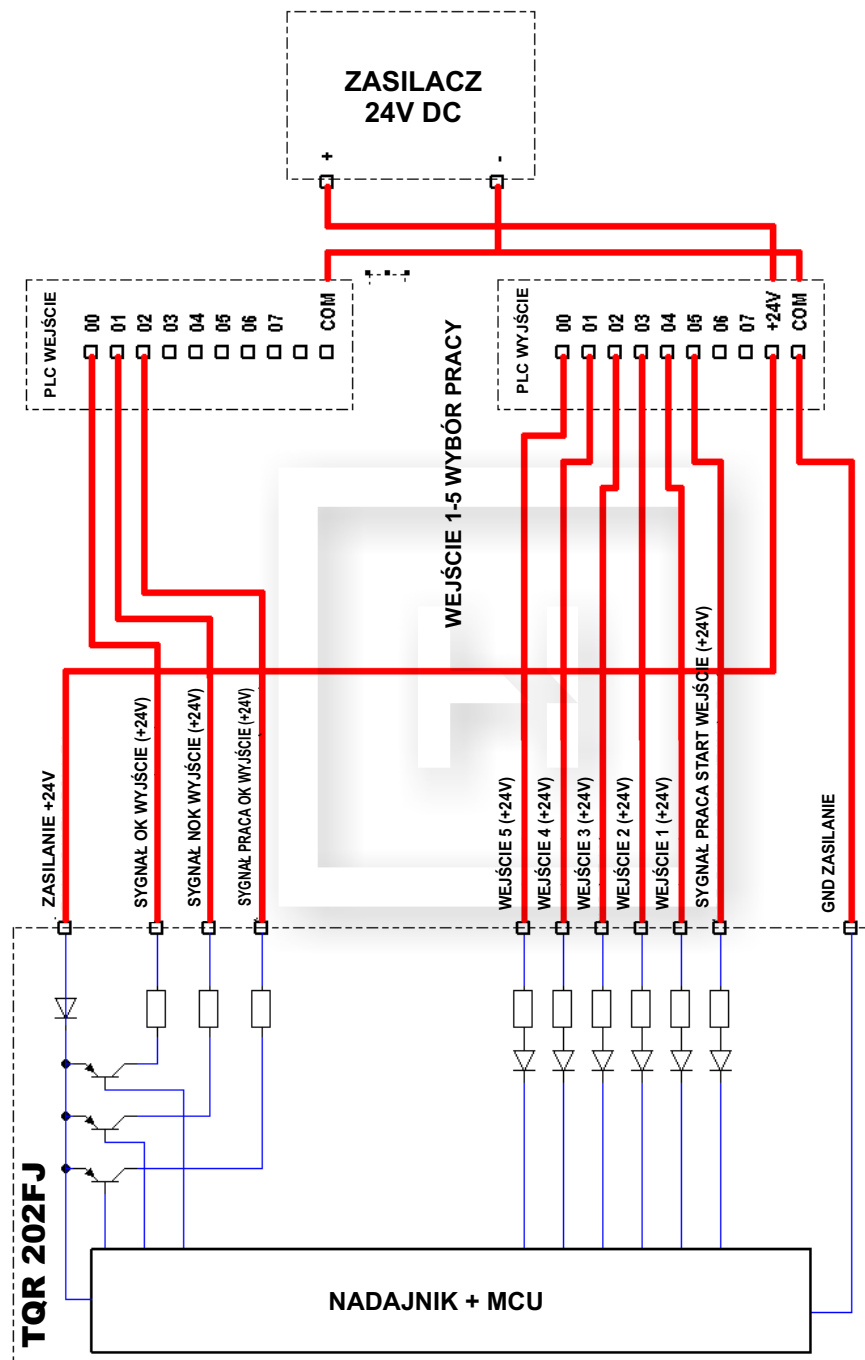 ZASILACZ
24V DC
+
-
PLC WEJŚCIE
00
01
02
03
04
05
06
07
COM
WEJŚCIE 1-5 WYBÓR PRACY
PLC WYJŚCIE
00
01
02
03
04
05
06
07
+24V
COM
ZASILANIE +24V
SYGNAŁ OK WYJŚCIE (+24V)
SYGNAŁ NOK WYJŚCIE (+24V)
SYGNAŁ PRACA OK WYJŚCIE (+24V)
WEJŚCIE 5 (+24V)
WEJŚCIE 4 (+24V)
WEJŚCIE 3 (+24V)
WEJŚCIE 2 (+24V)
WEJŚCIE 1 (+24V)
SYGNAŁ PRACA START WEJŚCIE (+24V)
GND ZASILANIE
TQR 202FJ
NADAJNIK + MCU